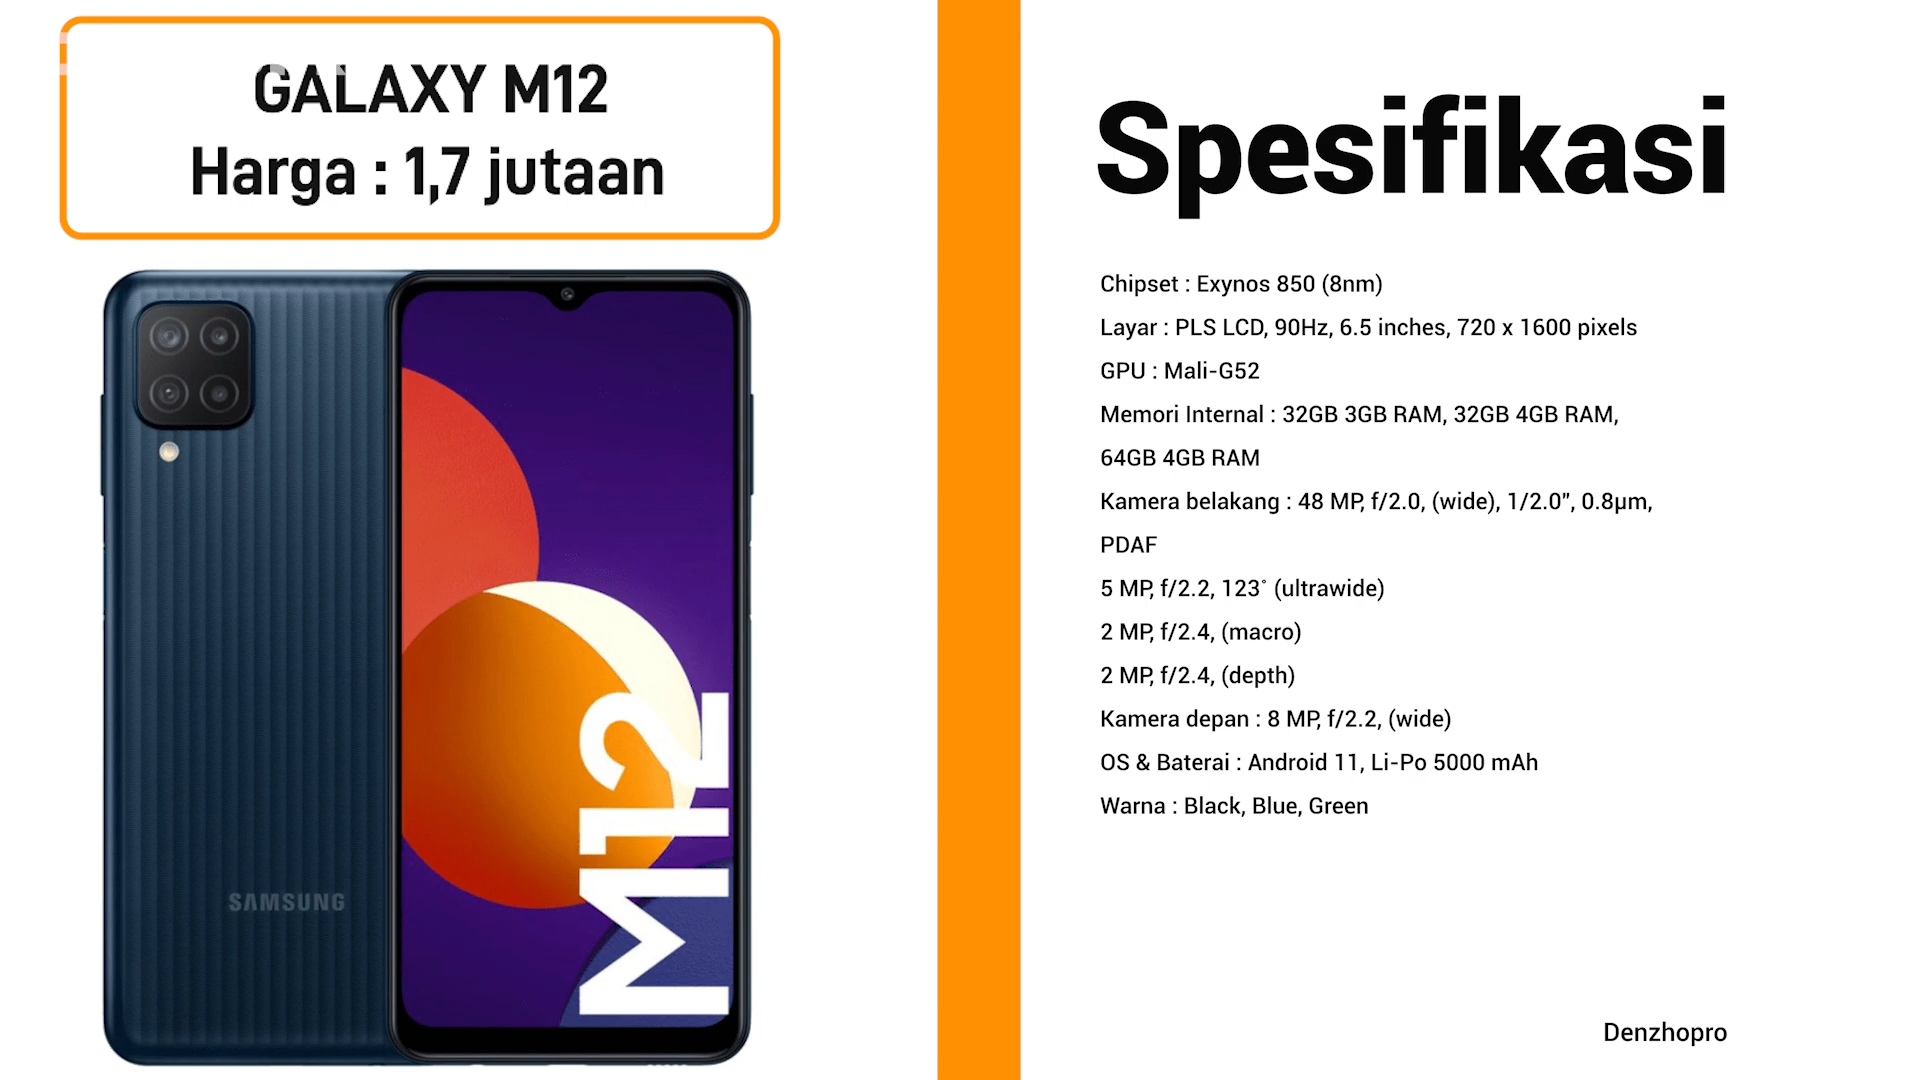 GALAXY M12
Harga : 1,7 jutaan
SAMSUNG
M12
Spesifikasi
Chipset : Exynos 850 (8nm)
Layar : PLS LCD, 90Hz, 6.5 inches, 720 x 1600 pixels
GPU : Mali-G52
Memori Internal : 32GB 3GB RAM, 32GB 4GB RAM,
64GB 4GB RAM
Kamera belakang : 48 MP, f/2.0, (wide), 1/2.0", 0.8µm,
PDAF
5 MP, f/2.2, 123˚ (ultrawide)
2 MP, f/2.4, (macro)
2 MP, f/2.4, (depth)
Kamera depan : 8 MP, f/2.2, (wide)
OS & Baterai : Android 11, Li-Po 5000 mAh
Warna : Black, Blue, Green
Denzhopro